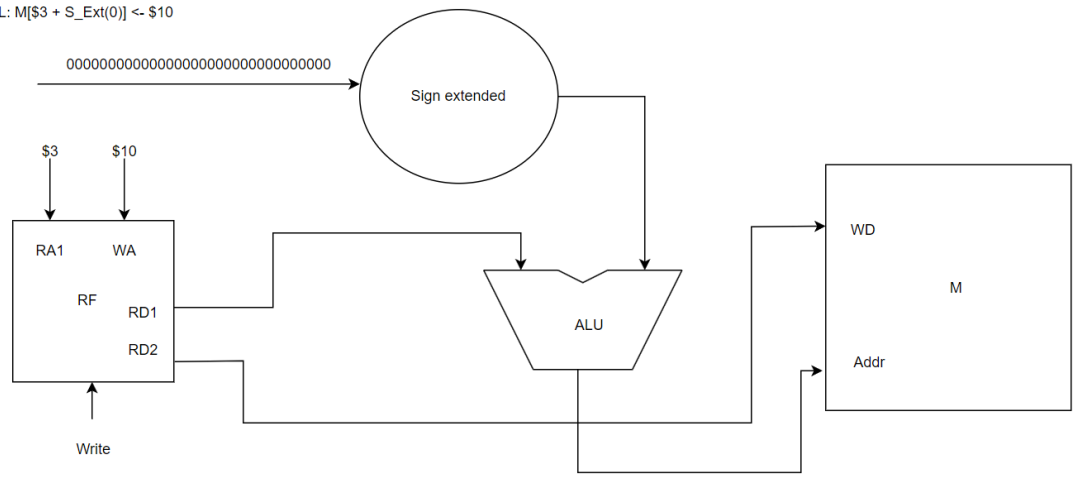 L: M[$3 + S_Ext(0)] <- $10
00000000000000000000000000000000
Sign extended
$3 $10
RA1 WA
RF
RD1
RD2
Write
ALU
WD
M
Addr